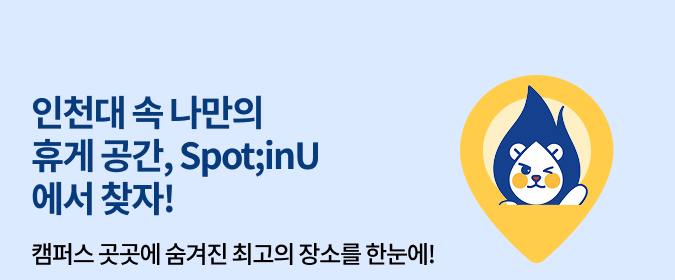 인천대 속 나만의
휴게 공간, Spot;inU
에서 찾자!
캠퍼스 곳곳에 숨겨진 최고의 장소를 한눈에!